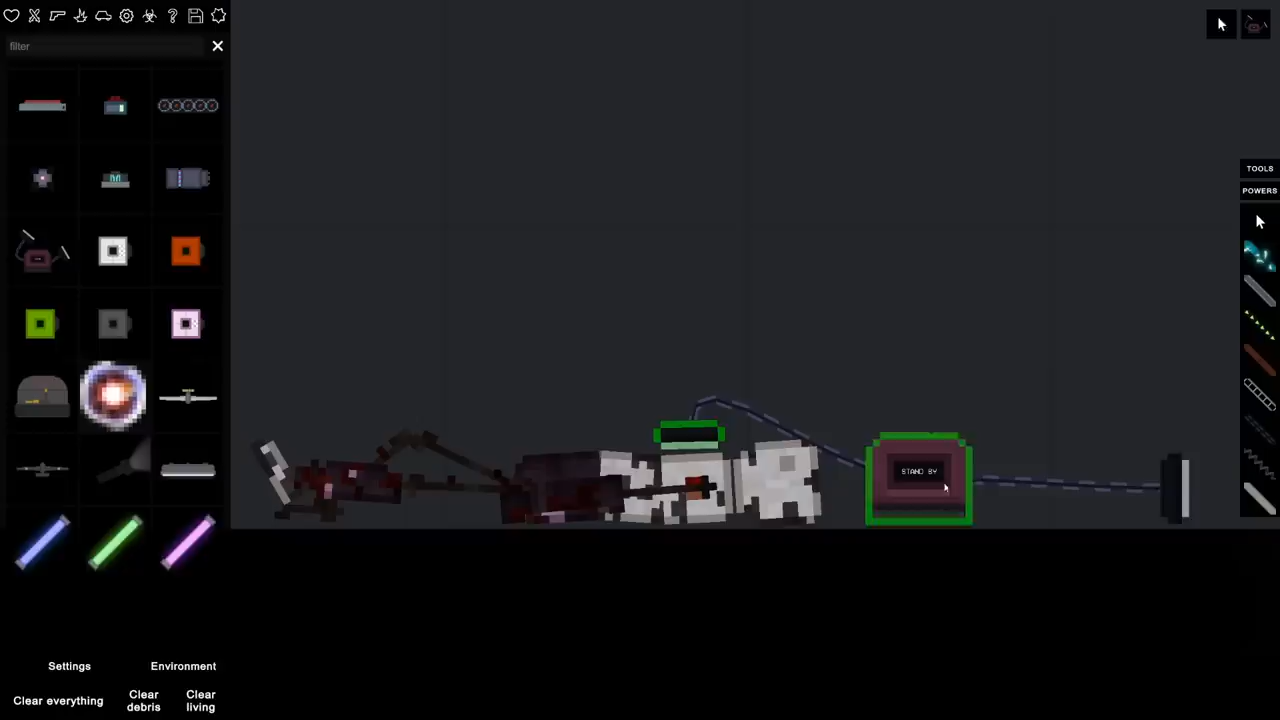 filter
TOOLS
POWERS
STAND BY
Settings
Environment
Clear everything
Clear debris
Clear living